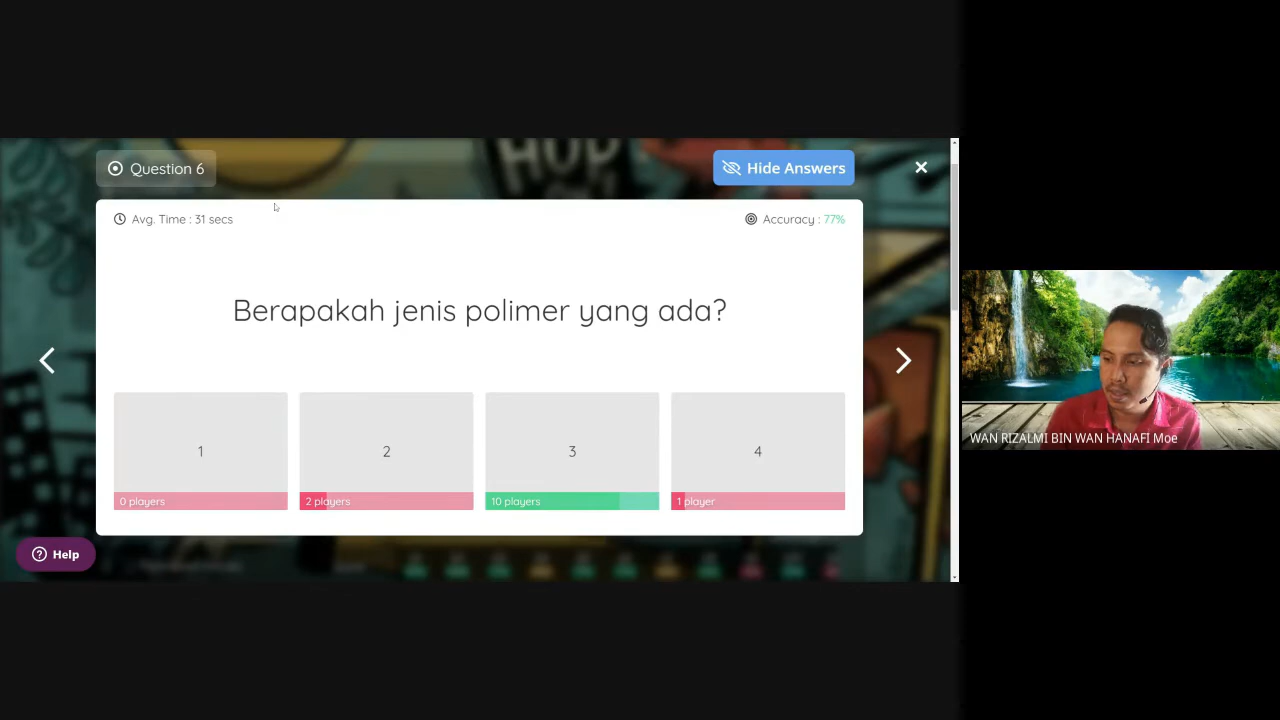 Question 6
Hide Answers
Avg. Time : 31 secs
Accuracy : 77%
Berapakah jenis polimer yang ada?
1
2
3
4
0 players
2 players
10 players
1 player
Help
WAN RIZALMI BIN WAN HANAFI Moe